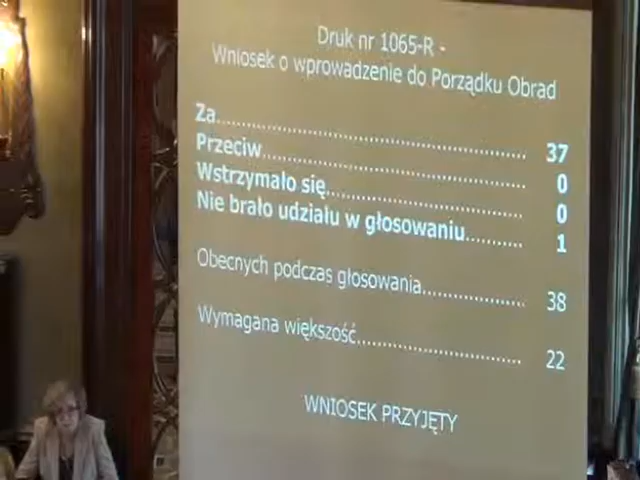 Druk nr 1065-R -
Wniosek o wprowadzenie do Porządku Obrad
Za.................................................. 37
Przeciw.......................................... 0
Wstrzymało się............................... 0
Nie brało udziału w głosowaniu......... 1
Obecnych podczas głosowania................ 38
Wymagana większość......................... 22
WNIOSEK PRZYJĘTY